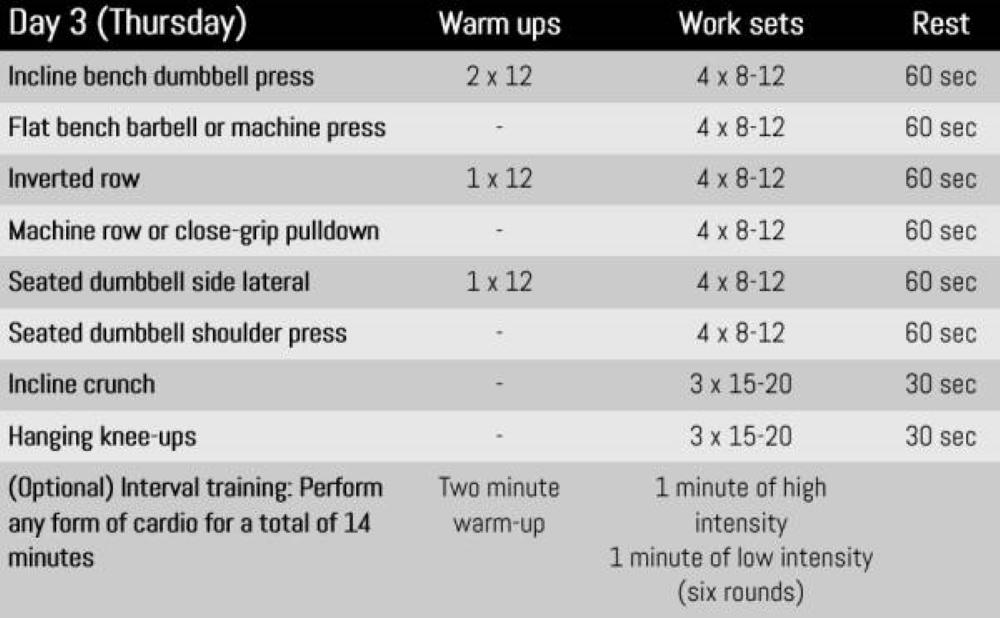 Day 3 (Thursday) Warm ups Work sets Rest
Incline bench dumbbell press 2 x 12 4 x 8-12 60 sec
Flat bench barbell or machine press - 4 x 8-12 60 sec
Inverted row 1 x 12 4 x 8-12 60 sec
Machine row or close-grip pulldown - 4 x 8-12 60 sec
Seated dumbbell side lateral 1 x 12 4 x 8-12 60 sec
Seated dumbbell shoulder press - 4 x 8-12 60 sec
Incline crunch - 3 x 15-20 30 sec
Hanging knee-ups - 3 x 15-20 30 sec
(Optional) Interval training: Perform Two minute 1 minute of high
any form of cardio for a total of 14 warm-up intensity
minutes 1 minute of low intensity
(six rounds)